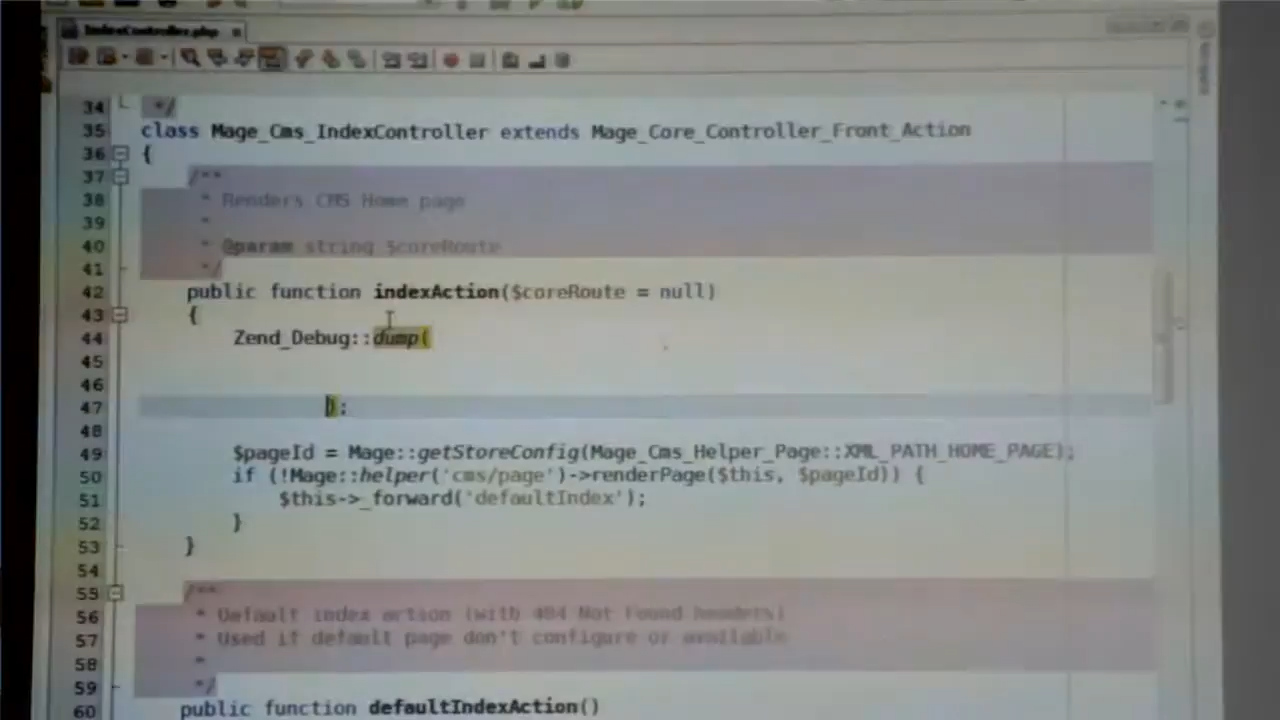 IndexController.php
34 */
35 class Mage_Cms_IndexController extends Mage_Core_Controller_Front_Action
36 {
37 /**
38 * Renders CMS Home page
39 *
40 * @param string $coreRoute
41 */
42 public function indexAction($coreRoute = null)
43 {
44 Zend_Debug::dump(
45
46
47 );
48
49 $pageId = Mage::getStoreConfig(Mage_Cms_Helper_Page::XML_PATH_HOME_PAGE);
50 if (!Mage::helper('cms/page')->renderPage($this, $pageId)) {
51 $this->_forward('defaultIndex');
52 }
53 }
54
55 /**
56 * Default index action (with 404 Not Found headers)
57 * Used if default page don't configure or available
58 *
59 */
60 public function defaultIndexAction()